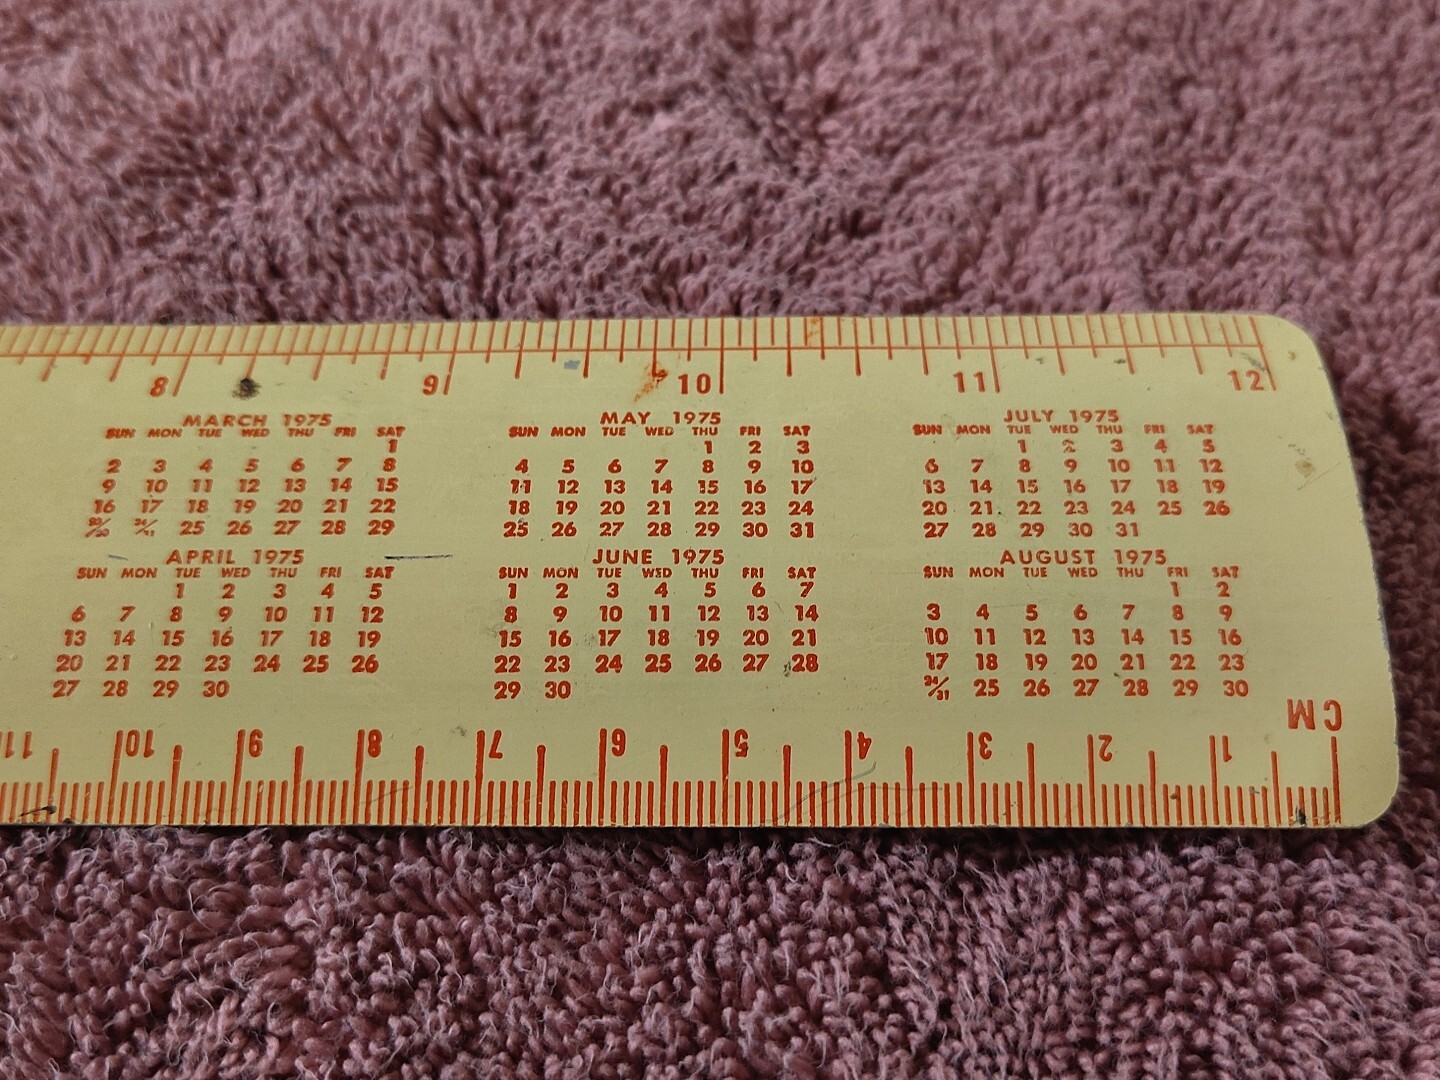 8 9 10 11 12
MARCH 1975
SUN MON TUE WED THU FRI SAT
1
2 3 4 5 6 7 8
9 10 11 12 13 14 15
16 17 18 19 20 21 22
23/30 24/31 25 26 27 28 29
APRIL 1975
SUN MON TUE WED THU FRI SAT
1 2 3 4 5
6 7 8 9 10 11 12
13 14 15 16 17 18 19
20 21 22 23 24 25 26
27 28 29 30
MAY 1975
SUN MON TUE WED THU FRI SAT
1 2 3
4 5 6 7 8 9 10
11 12 13 14 15 16 17
18 19 20 21 22 23 24
25 26 27 28 29 30 31
JUNE 1975
SUN MON TUE WED THU FRI SAT
1 2 3 4 5 6 7
8 9 10 11 12 13 14
15 16 17 18 19 20 21
22 23 24 25 26 27 28
29 30
JULY 1975
SUN MON TUE WED THU FRI SAT
1 2 3 4 5
6 7 8 9 10 11 12
13 14 15 16 17 18 19
20 21 22 23 24 25 26
27 28 29 30 31
AUGUST 1975
SUN MON TUE WED THU FRI SAT
1 2
3 4 5 6 7 8 9
10 11 12 13 14 15 16
17 18 19 20 21 22 23
24/31 25 26 27 28 29 30
CM 1 2 3 4 5 6 7 8 9 10 11